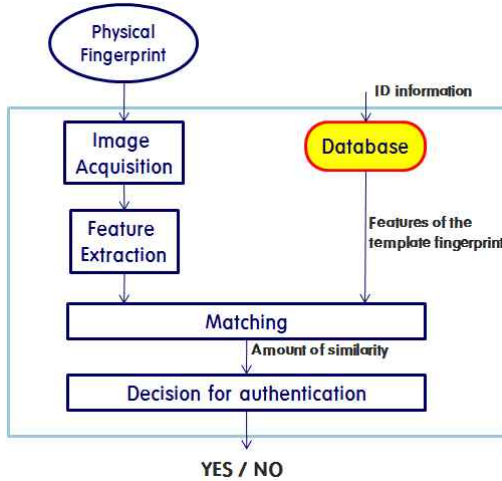 Physical
Fingerprint
ID information
Image
Acquisition
Database
Feature
Extraction
Features of the
template fingerprint
Matching
Amount of similarity
Decision for authentication
YES / NO